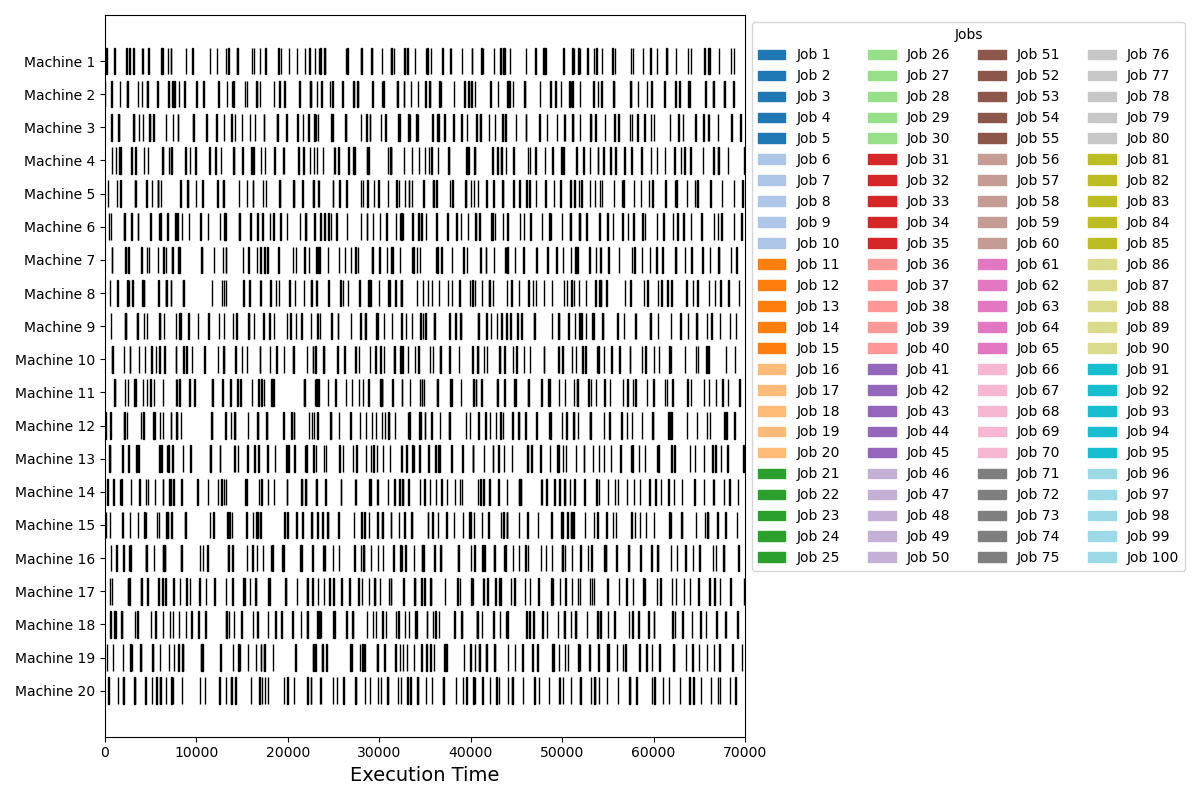 Machine 1
Machine 2
Machine 3
Machine 4
Machine 5
Machine 6
Machine 7
Machine 8
Machine 9
Machine 10
Machine 11
Machine 12
Machine 13
Machine 14
Machine 15
Machine 16
Machine 17
Machine 18
Machine 19
Machine 20
0 10000 20000 30000 40000 50000 60000 70000
Execution Time
Jobs
Job 1 Job 26 Job 51 Job 76
Job 2 Job 27 Job 52 Job 77
Job 3 Job 28 Job 53 Job 78
Job 4 Job 29 Job 54 Job 79
Job 5 Job 30 Job 55 Job 80
Job 6 Job 31 Job 56 Job 81
Job 7 Job 32 Job 57 Job 82
Job 8 Job 33 Job 58 Job 83
Job 9 Job 34 Job 59 Job 84
Job 10 Job 35 Job 60 Job 85
Job 11 Job 36 Job 61 Job 86
Job 12 Job 37 Job 62 Job 87
Job 13 Job 38 Job 63 Job 88
Job 14 Job 39 Job 64 Job 89
Job 15 Job 40 Job 65 Job 90
Job 16 Job 41 Job 66 Job 91
Job 17 Job 42 Job 67 Job 92
Job 18 Job 43 Job 68 Job 93
Job 19 Job 44 Job 69 Job 94
Job 20 Job 45 Job 70 Job 95
Job 21 Job 46 Job 71 Job 96
Job 22 Job 47 Job 72 Job 97
Job 23 Job 48 Job 73 Job 98
Job 24 Job 49 Job 74 Job 99
Job 25 Job 50 Job 75 Job 100